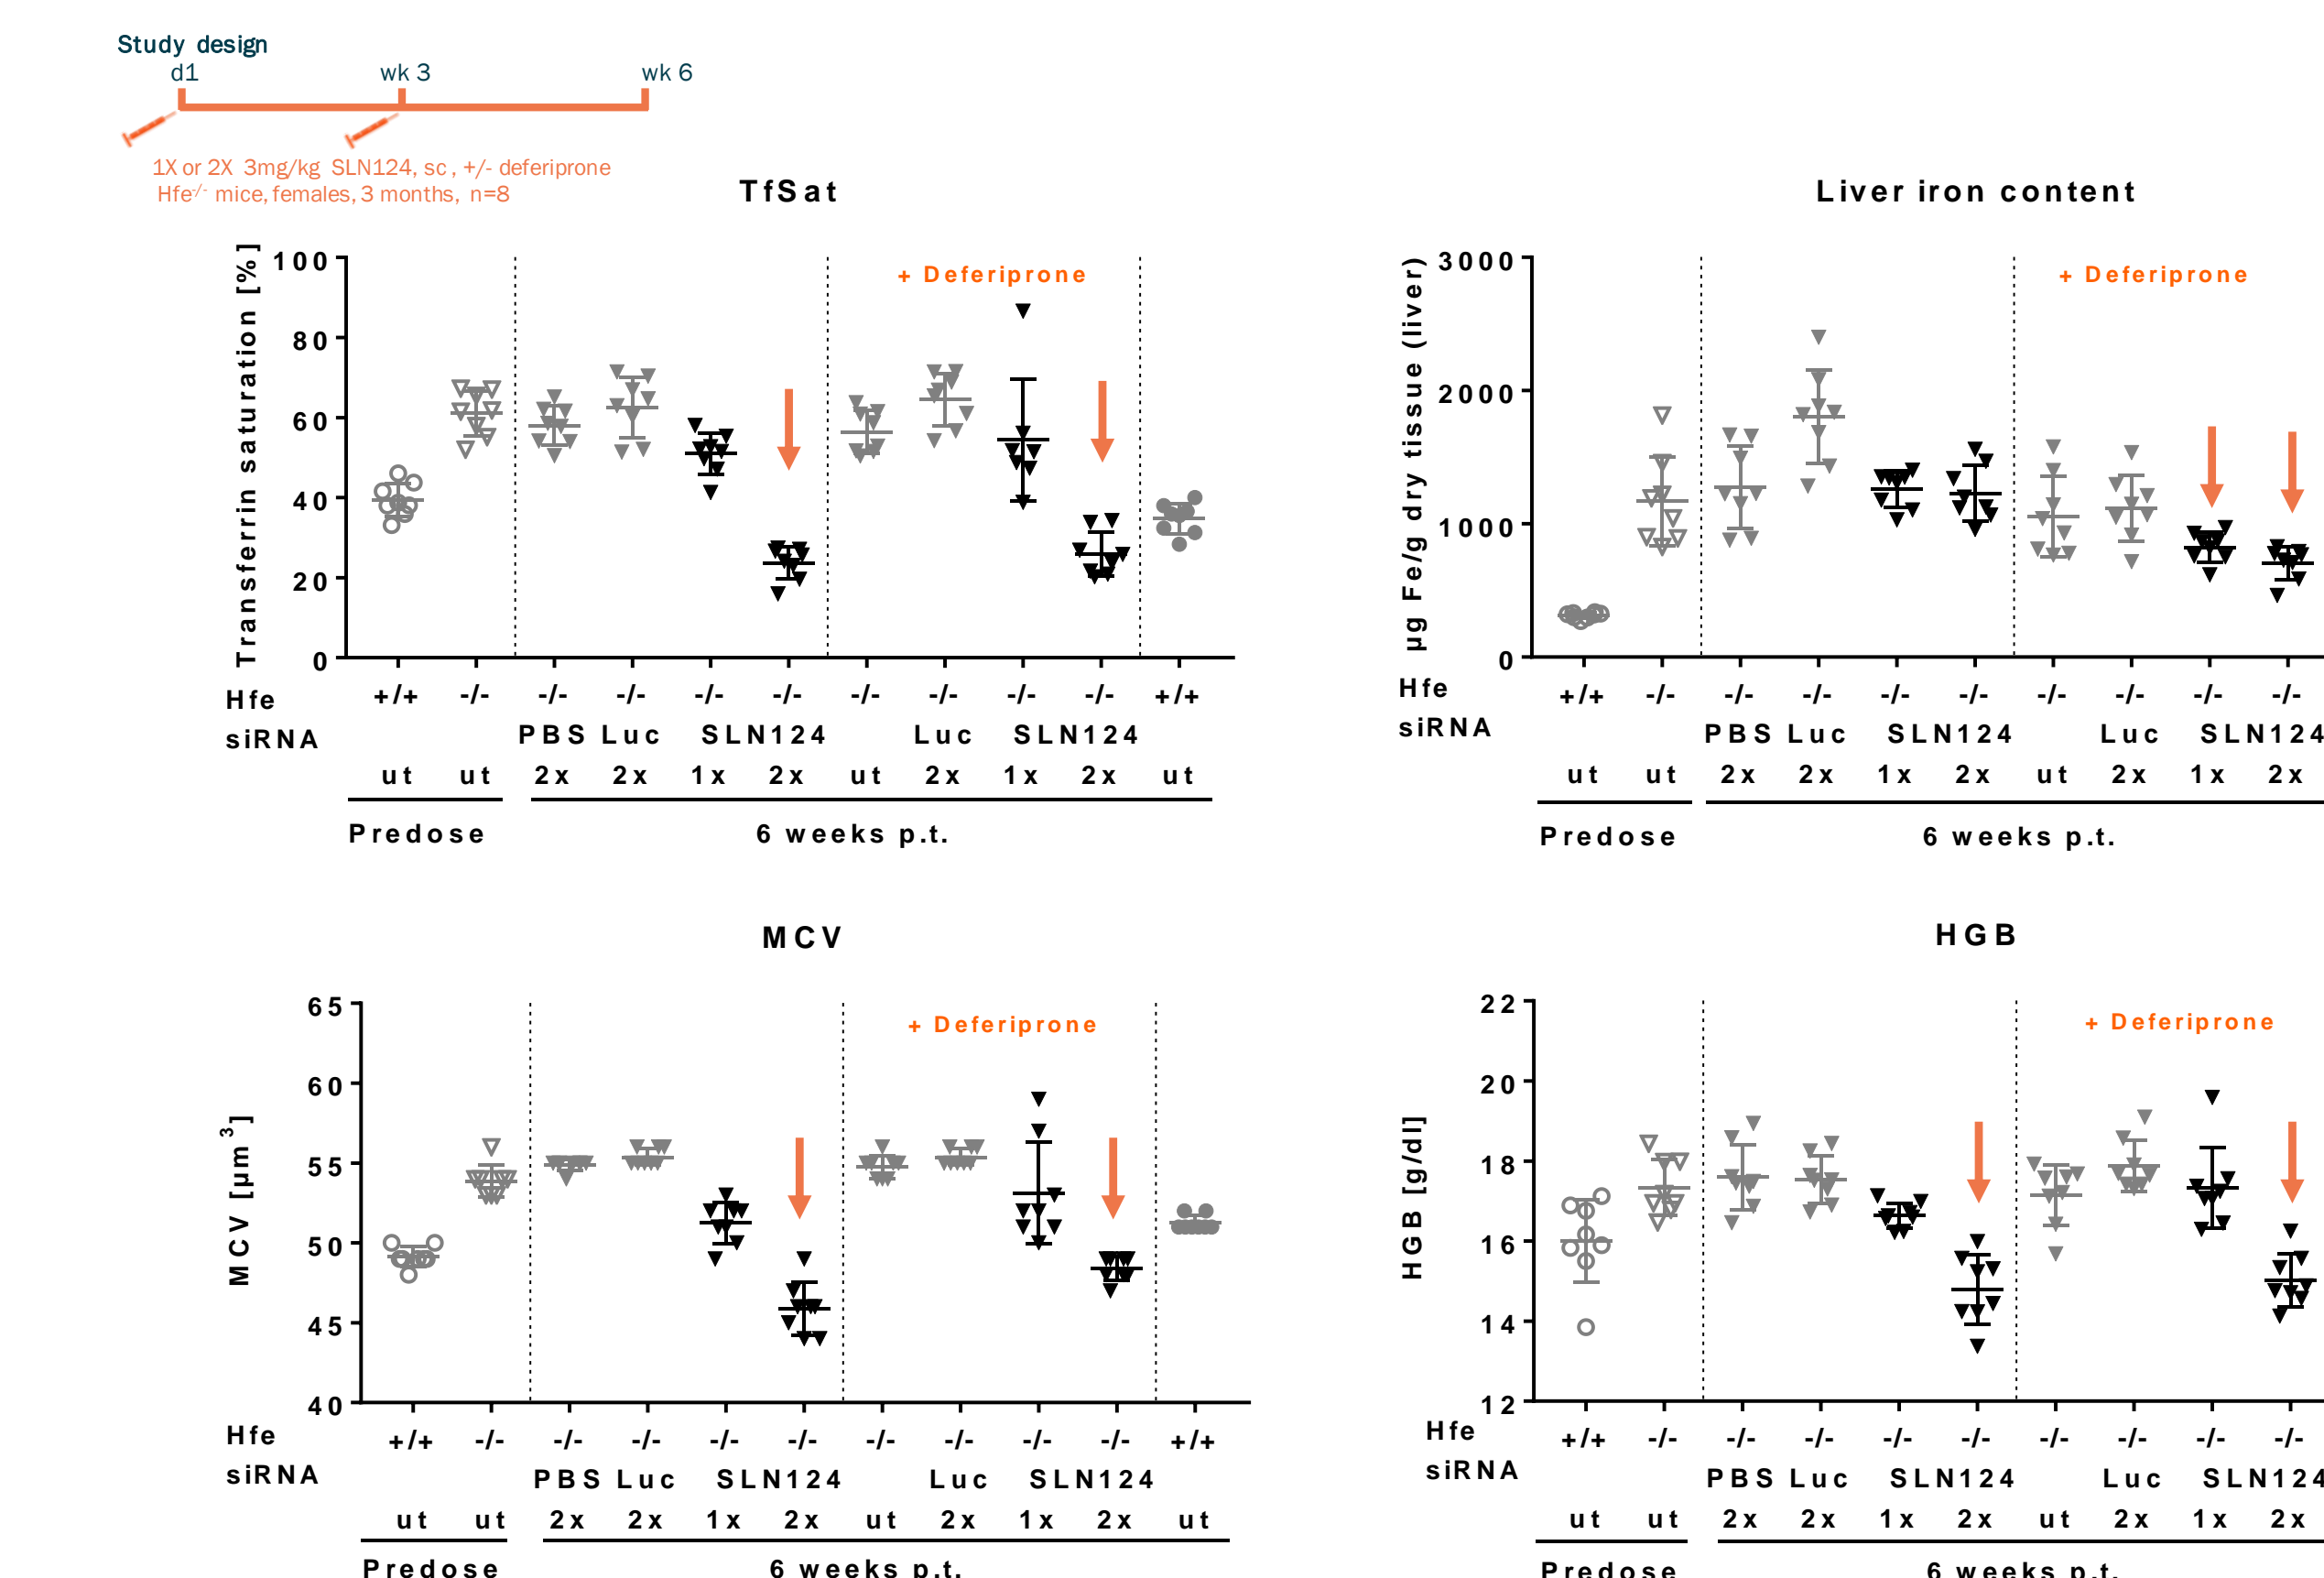 Study design
d1 wk 3 wk 6
1X or 2X 3mg/kg SLN124, sc , +/- deferiprone
Hfe-/- mice, females, 3 months, n=8
TfSat
Transferrin saturation [%]
100
80
60
40
20
0
+ Deferiprone
Hfe +/+ -/- -/- -/- -/- -/- -/- -/- -/- -/- +/+
siRNA PBS Luc SLN124 Luc SLN124
ut ut 2x 2x 1x 2x ut 2x 1x 2x ut
Predose 6 weeks p.t.
Liver iron content
µg Fe/g dry tissue (liver)
3000
2000
1000
0
+ Deferiprone
Hfe +/+ -/- -/- -/- -/- -/- -/- -/- -/- -/-
siRNA PBS Luc SLN124 Luc SLN124
ut ut 2x 2x 1x 2x ut 2x 1x 2x
Predose 6 weeks p.t.
MCV
MCV [µm³]
65
60
55
50
45
40
+ Deferiprone
Hfe +/+ -/- -/- -/- -/- -/- -/- -/- -/- -/- +/+
siRNA PBS Luc SLN124 Luc SLN124
ut ut 2x 2x 1x 2x ut 2x 1x 2x ut
Predose 6 weeks p.t.
HGB
HGB [g/dl]
22
20
18
16
14
12
+ Deferiprone
Hfe +/+ -/- -/- -/- -/- -/- -/- -/- -/- -/-
siRNA PBS Luc SLN124 Luc SLN124
ut ut 2x 2x 1x 2x ut 2x 1x 2x
Predose 6 weeks p.t.